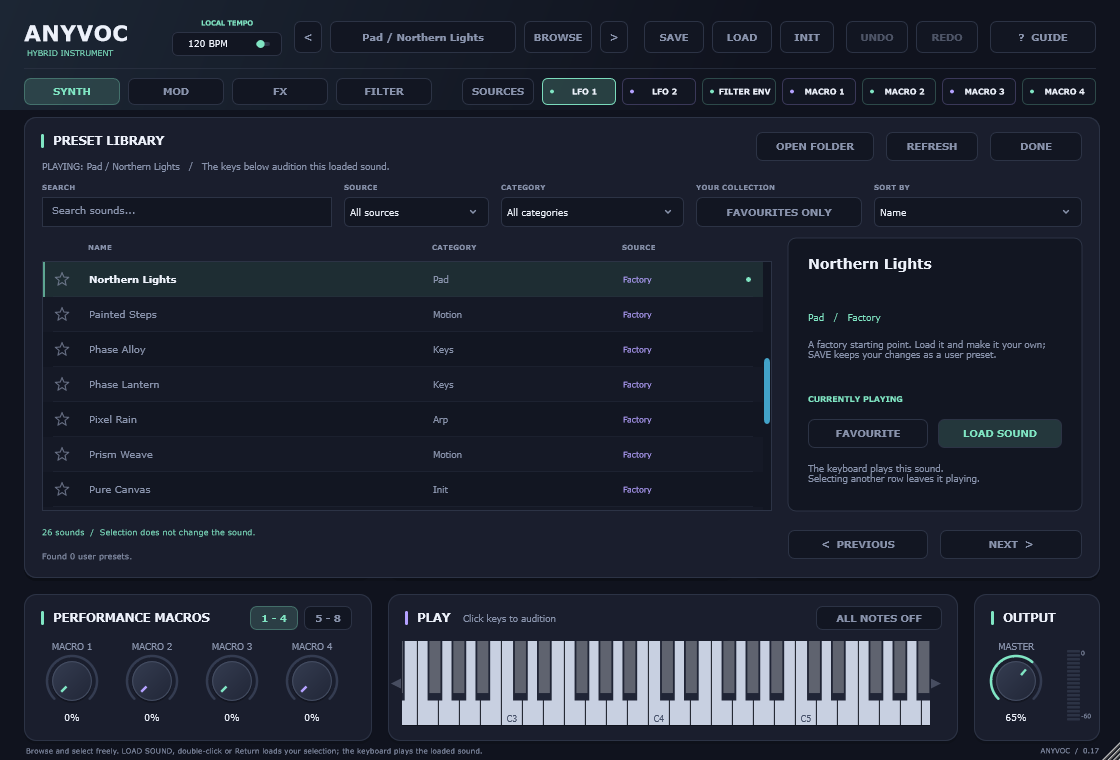 ANYVOC
HYBRID INSTRUMENT
LOCAL TEMPO
120 BPM
<
Pad / Northern Lights
BROWSE
>
SAVE
LOAD
INIT
UNDO
REDO
? GUIDE
SYNTH
MOD
FX
FILTER
SOURCES
LFO 1
LFO 2
FILTER ENV
MACRO 1
MACRO 2
MACRO 3
MACRO 4
PRESET LIBRARY
OPEN FOLDER
REFRESH
DONE
PLAYING: Pad / Northern Lights / The keys below audition this loaded sound.
SEARCH
SOURCE
CATEGORY
YOUR COLLECTION
SORT BY
Search sounds...
All sources
All categories
FAVOURITES ONLY
Name
NAME CATEGORY SOURCE
Northern Lights Pad Factory
Painted Steps Motion Factory
Phase Alloy Keys Factory
Phase Lantern Keys Factory
Pixel Rain Arp Factory
Prism Weave Motion Factory
Pure Canvas Init Factory
Northern Lights
Pad / Factory
A factory starting point. Load it and make it your own;
SAVE keeps your changes as a user preset.
CURRENTLY PLAYING
FAVOURITE
LOAD SOUND
The keyboard plays this sound.
Selecting another row leaves it playing.
26 sounds / Selection does not change the sound.
Found 0 user presets.
< PREVIOUS
NEXT >
PERFORMANCE MACROS
1 - 4
5 - 8
MACRO 1
MACRO 2
MACRO 3
MACRO 4
0%
0%
0%
0%
PLAY
Click keys to audition
ALL NOTES OFF
C3
C4
C5
OUTPUT
MASTER
65%
0
-60
Browse and select freely. LOAD SOUND, double-click or Return loads your selection; the keyboard plays the loaded sound.
ANYVOC / 0.17